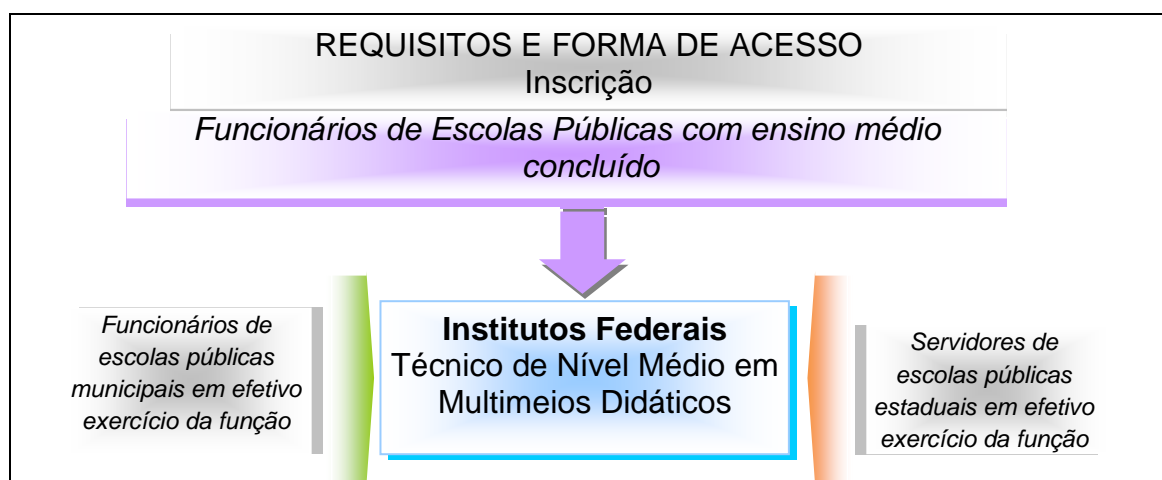 REQUISITOS E FORMA DE ACESSO
Inscrição
Funcionários de Escolas Públicas com ensino médio
concluído
Funcionários de
escolas públicas
municipais em efetivo
exercício da função
Institutos Federais
Técnico de Nível Médio em
Multimeios Didáticos
Servidores de
escolas públicas
estaduais em efetivo
exercício da função